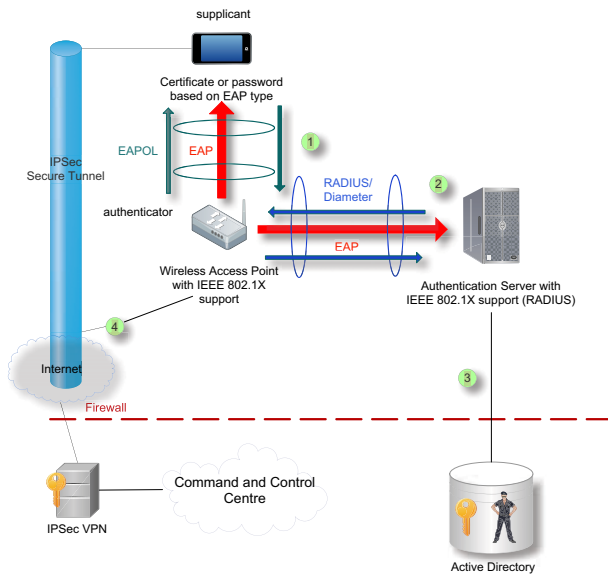 supplicant
Certificate or password
based on EAP type
1
EAPOL
EAP
IPSec
Secure Tunnel
RADIUS/
Diameter
2
authenticator
EAP
Wireless Access Point
with IEEE 802.1X
support
Authentication Server with
IEEE 802.1X support (RADIUS)
4
Internet
3
Firewall
Command and Control
Centre
IPSec VPN
Active Directory